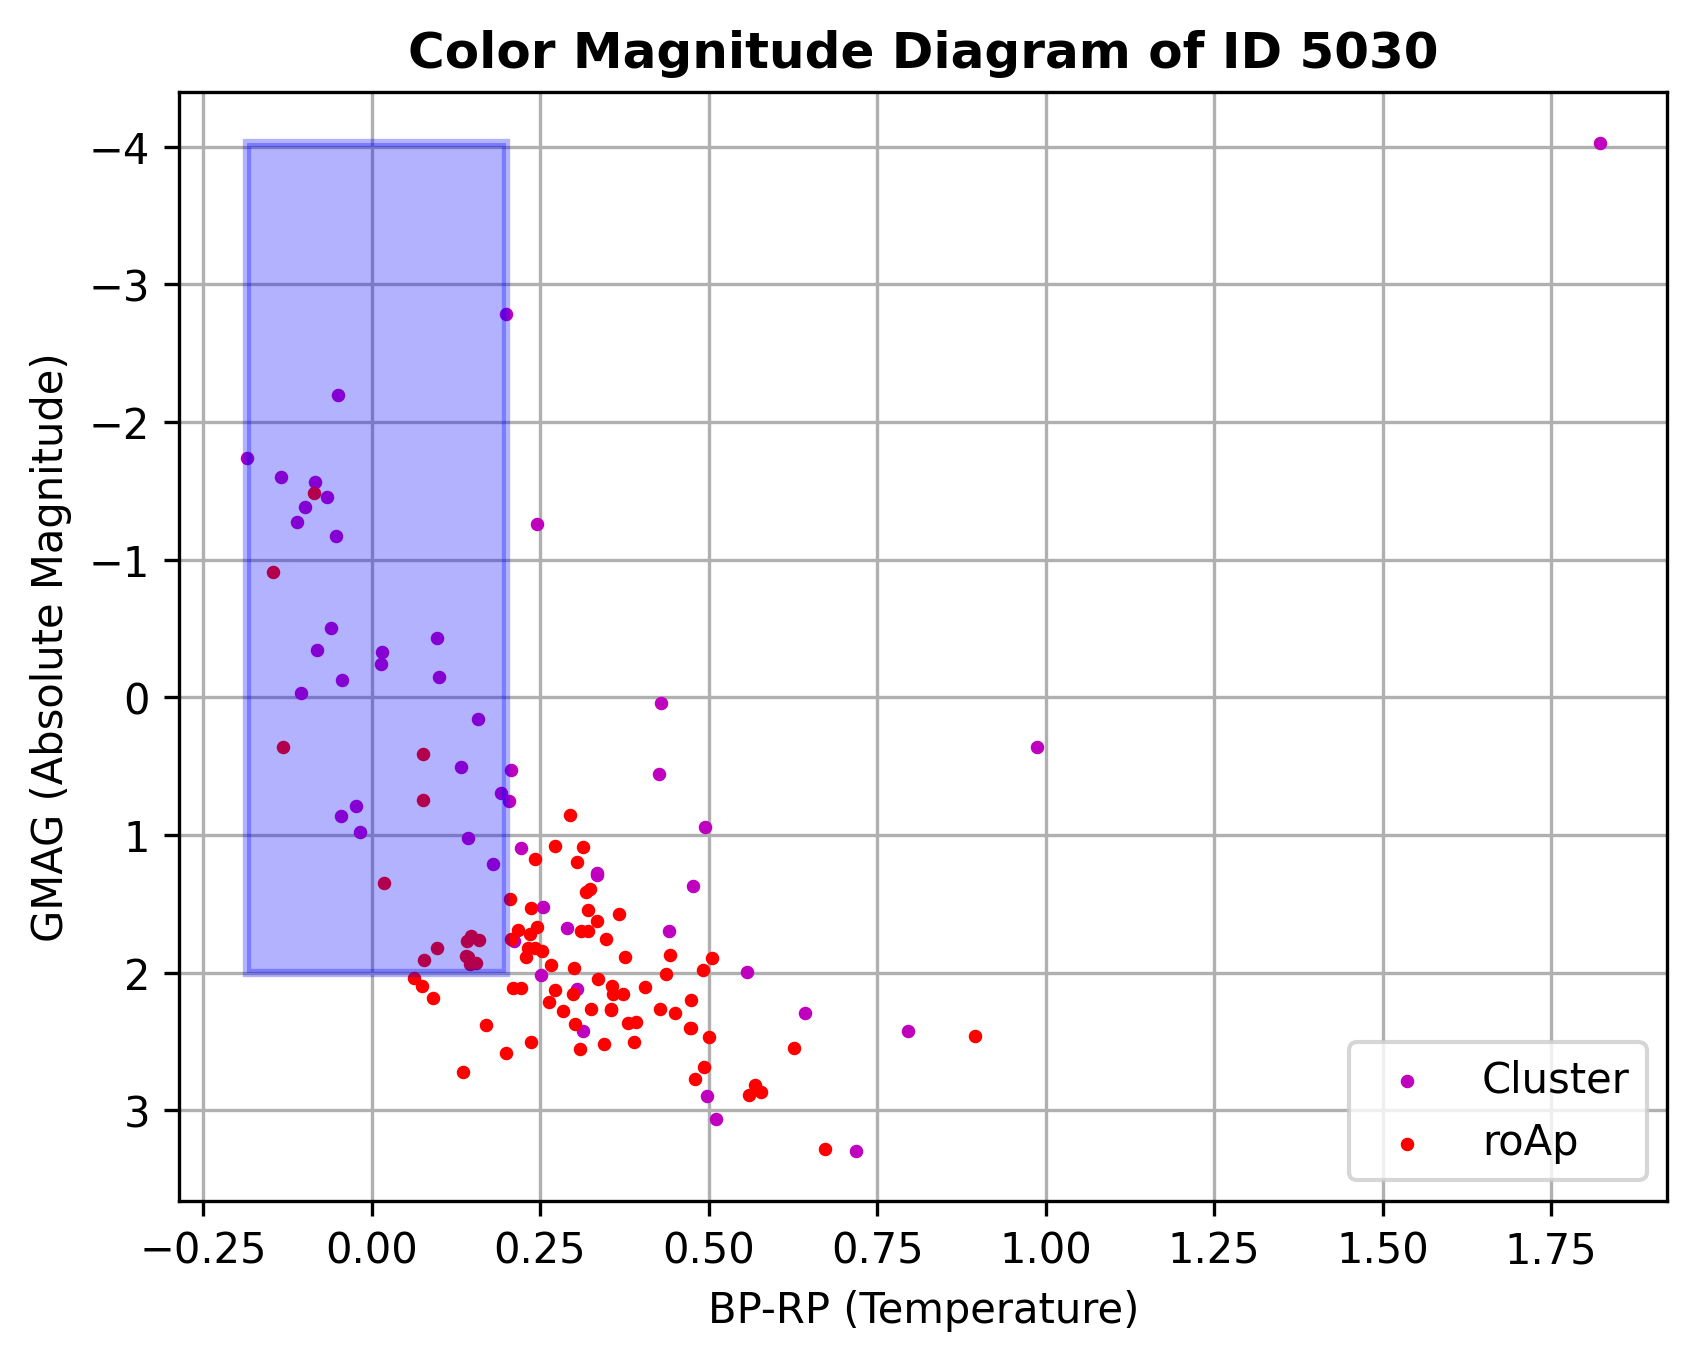 Color Magnitude Diagram of ID 5030
−4
−3
−2
−1
0
1
2
3
GMAG (Absolute Magnitude)
Cluster
roAp
−0.25 0.00 0.25 0.50 0.75 1.00 1.25 1.50 1.75
BP-RP (Temperature)